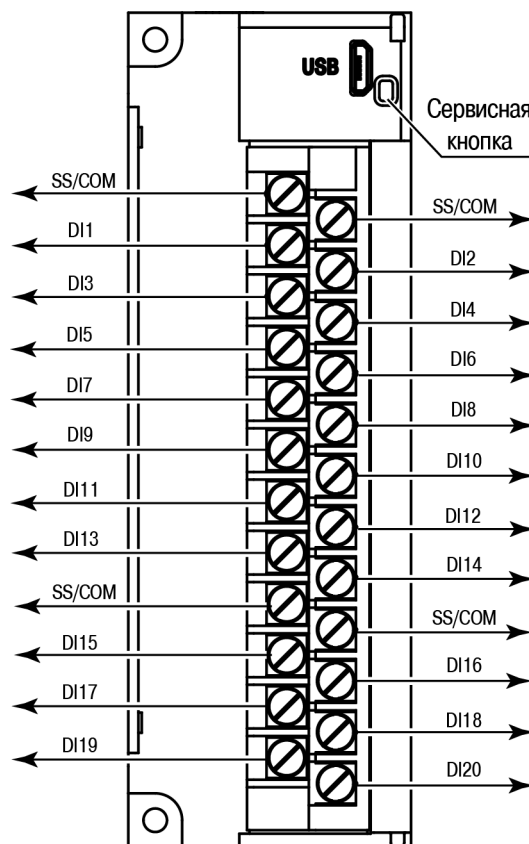 USB
Сервисная
кнопка
SS/COM
SS/COM
DI1
DI2
DI3
DI4
DI5
DI6
DI7
DI8
DI9
DI10
DI11
DI12
DI13
DI14
SS/COM
SS/COM
DI15
DI16
DI17
DI18
DI19
DI20